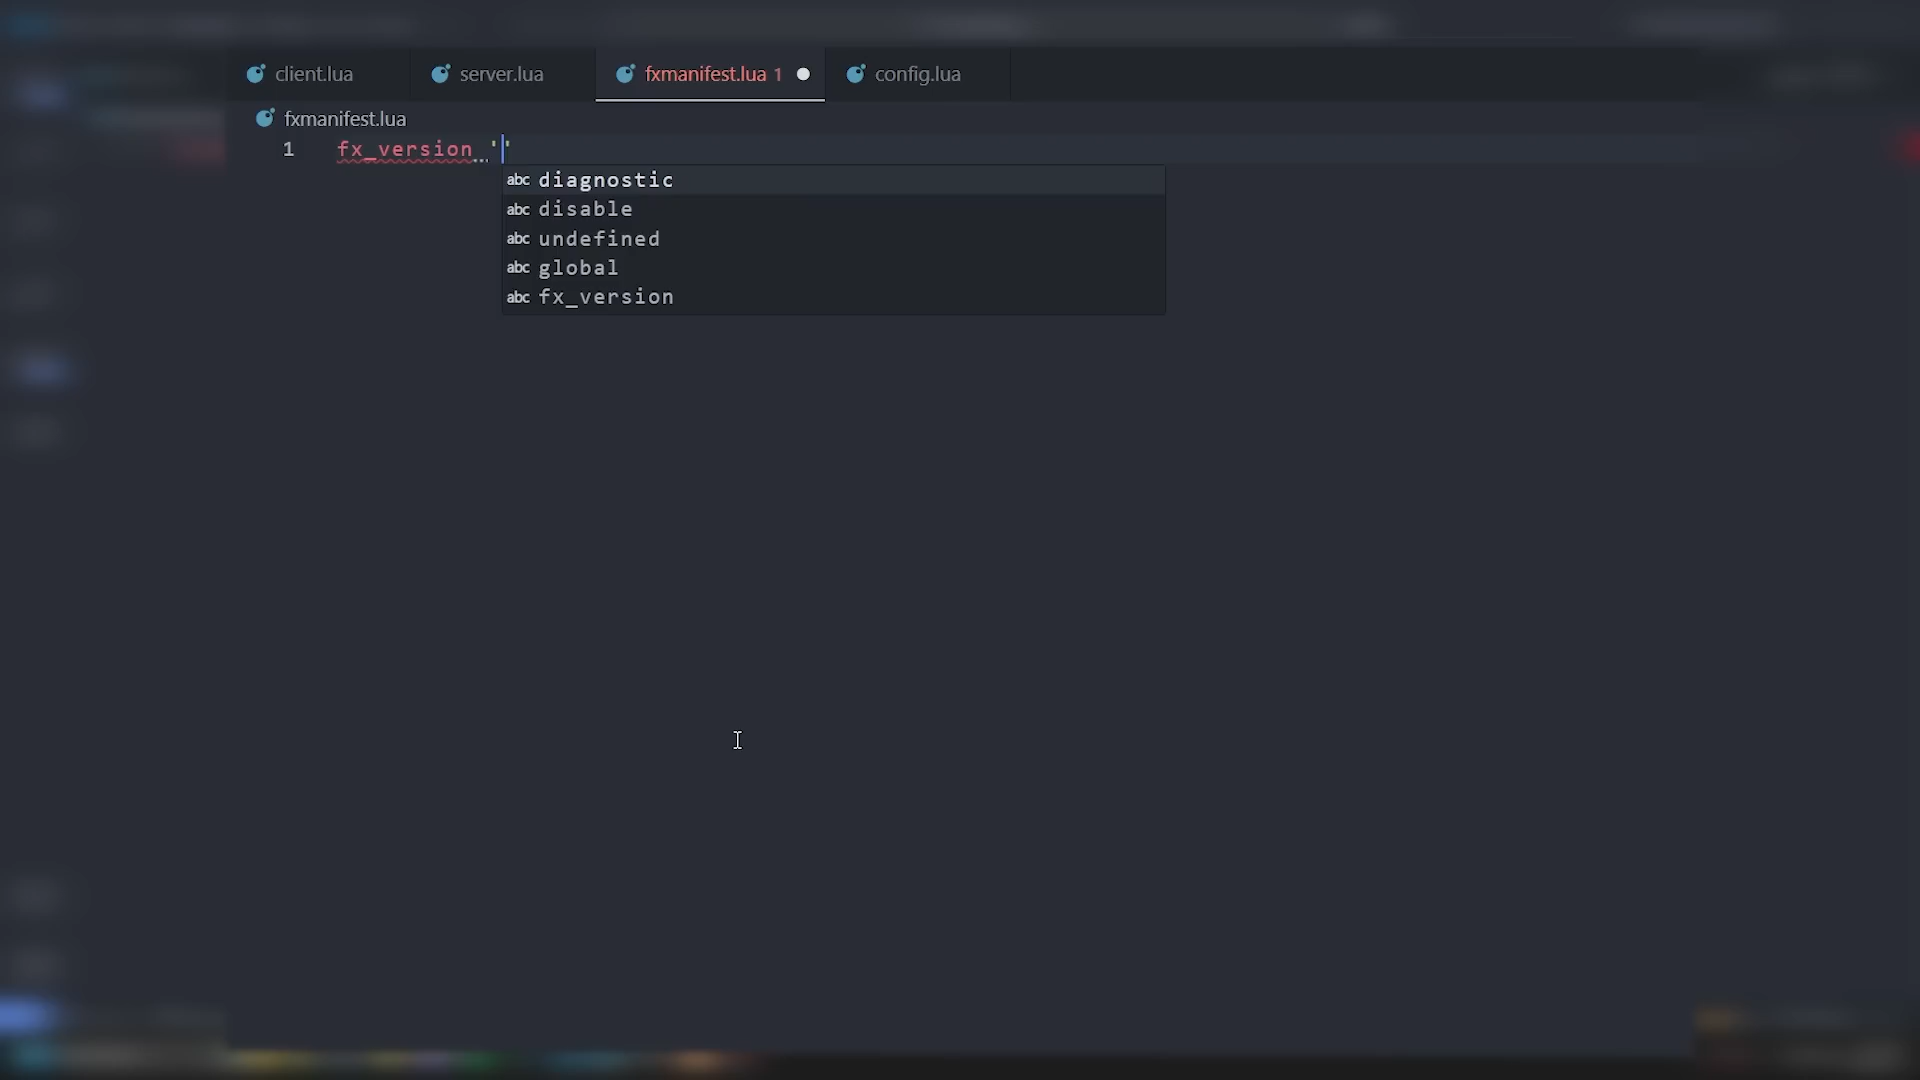 client.lua
server.lua
fxmanifest.lua 1
config.lua
fxmanifest.lua
1 fx_version ''
abc diagnostic
abc disable
abc undefined
abc global
abc fx_version